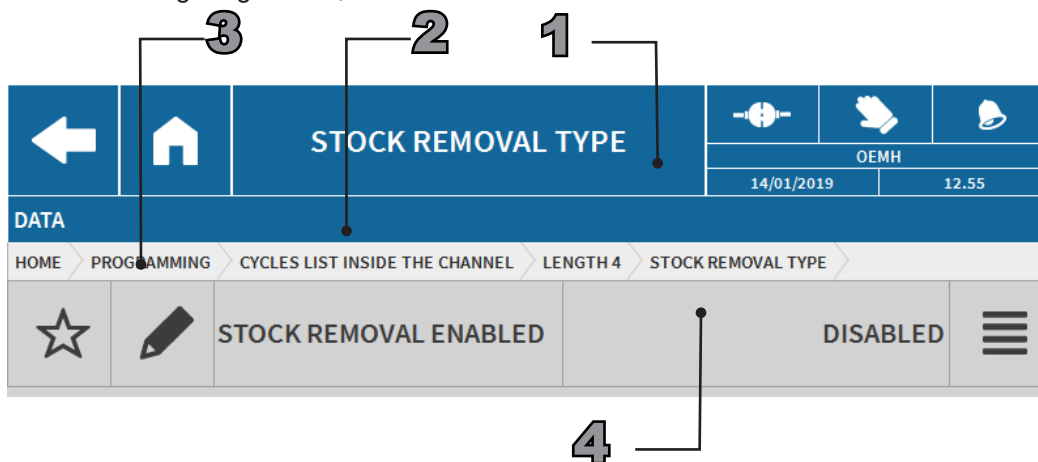 3 2 1
STOCK REMOVAL TYPE
OEMH
14/01/2019 12.55
DATA
HOME PROGRAMMING CYCLES LIST INSIDE THE CHANNEL LENGTH 4 STOCK REMOVAL TYPE
STOCK REMOVAL ENABLED DISABLED
4